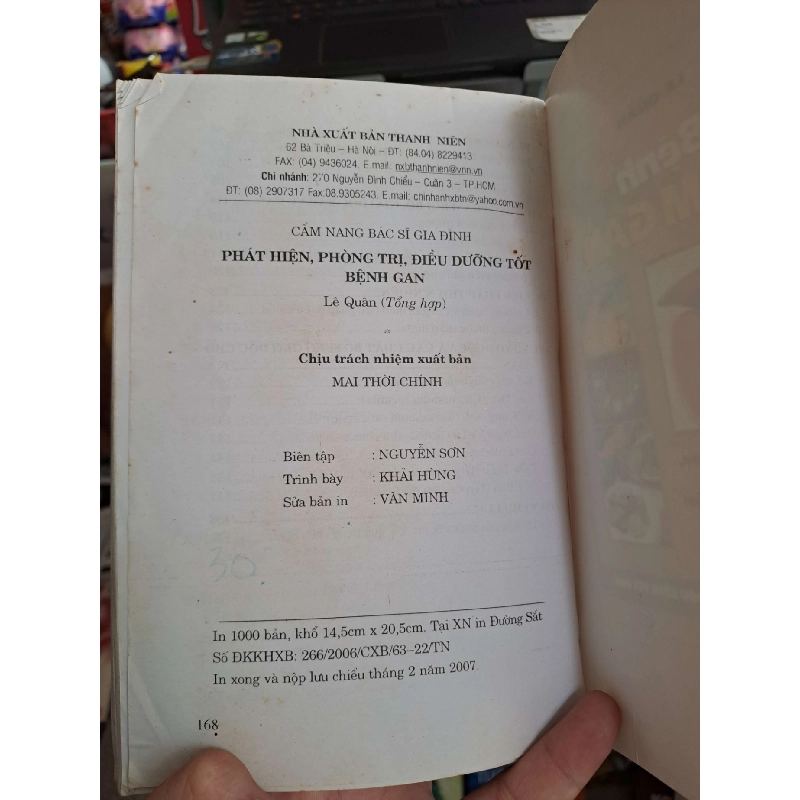 NHÀ XUẤT BẢN THANH NIÊN
62 Bà Triệu – Hà Nội – ĐT: (84.04) 8229413
FAX: (04) 9436024. E.mail: nxbthanhnien@vnn.vn
Chi nhánh: 270 Nguyễn Đình Chiểu – Quận 3 – TP.HCM
ĐT: (08) 2907317 Fax.08.9305243. E.mail: chinhanhxbtn@yahoo.com.vn
CẨM NANG BÁC SĨ GIA ĐÌNH
PHÁT HIỆN, PHÒNG TRỊ, ĐIỀU DƯỠNG TỐT
BỆNH GAN
Lê Quân (Tổng hợp)
Chịu trách nhiệm xuất bản
MAI THỜI CHÍNH
Biên tập : NGUYỄN SƠN
Trình bày : KHẢI HÙNG
Sửa bản in : VĂN MINH
30
In 1000 bản, khổ 14,5cm x 20,5cm. Tại XN in Đường Sắt
Số ĐKKHXB: 266/2006/CXB/63–22/TN
In xong và nộp lưu chiểu tháng 2 năm 2007.
168